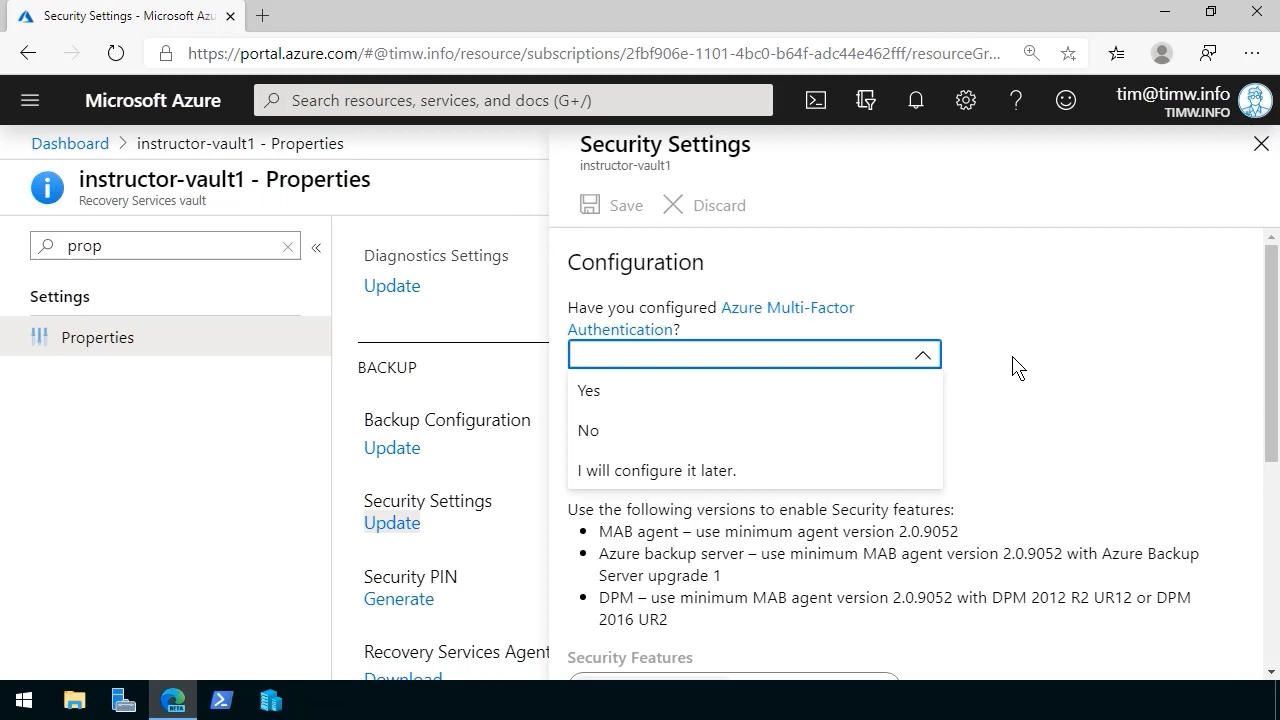 Security Settings - Microsoft Azu
https://portal.azure.com/#@timw.info/resource/subscriptions/2fbf906e-1101-4bc0-b64f-adc44e462fff/resourceGr...
Microsoft Azure
Search resources, services, and docs (G+/)
tim@timw.info
TIMW.INFO
Dashboard > instructor-vault1 - Properties
instructor-vault1 - Properties
Recovery Services vault
prop
Settings
Properties
Diagnostics Settings
Update
BACKUP
Backup Configuration
Update
Security Settings
Update
Security PIN
Generate
Recovery Services Agent
Download
Security Settings
instructor-vault1
Save
Discard
Configuration
Have you configured Azure Multi-Factor
Authentication?
Yes
No
I will configure it later.
Use the following versions to enable Security features:
MAB agent – use minimum agent version 2.0.9052
Azure backup server – use minimum MAB agent version 2.0.9052 with Azure Backup
Server upgrade 1
DPM – use minimum MAB agent version 2.0.9052 with DPM 2012 R2 UR12 or DPM
2016 UR2
Security Features
BETA